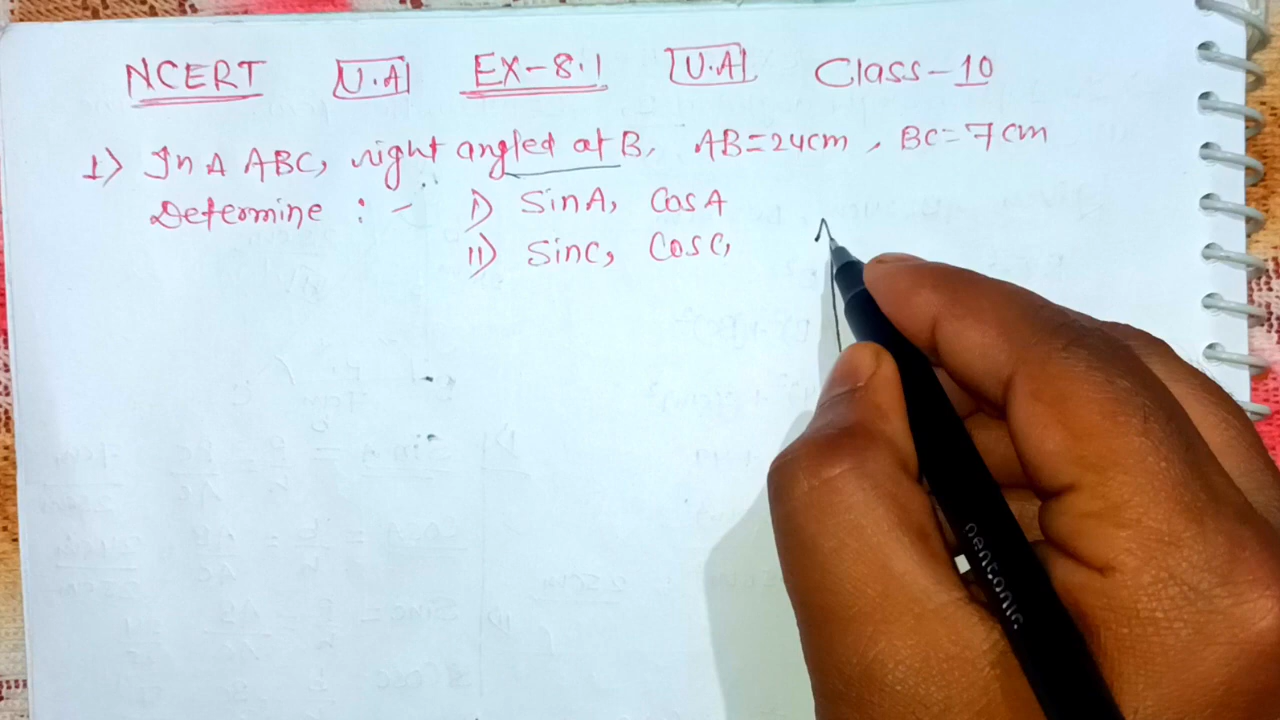 NCERT U.A EX-8.1 U.A Class-10
1) In Δ ABC, right angled at B, AB=24cm, BC=7cm
Determine :- i) SinA, CosA
ii) Sinc, Cosc,
pentonic